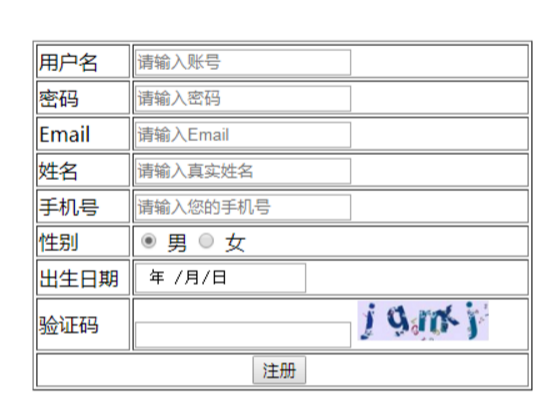 用户名 请输入账号
密码 请输入密码
Email 请输入Email
姓名 请输入真实姓名
手机号 请输入您的手机号
性别 男 女
出生日期 年 /月/日
验证码
注册